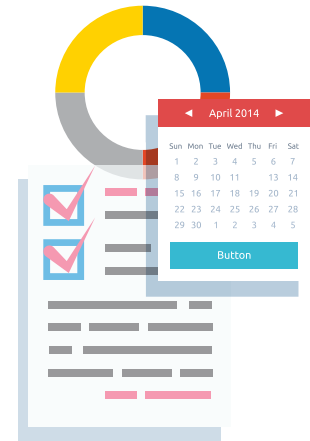 ◀ April 2014 ▶
Sun Mon Tue Wed Thu Fri Sat
1 2 3 4 5 6 7
8 9 10 11 13 14
15 16 17 18 19 20 21
22 23 24 25 26 27 28
29 30 1 2 3 4 5
Button